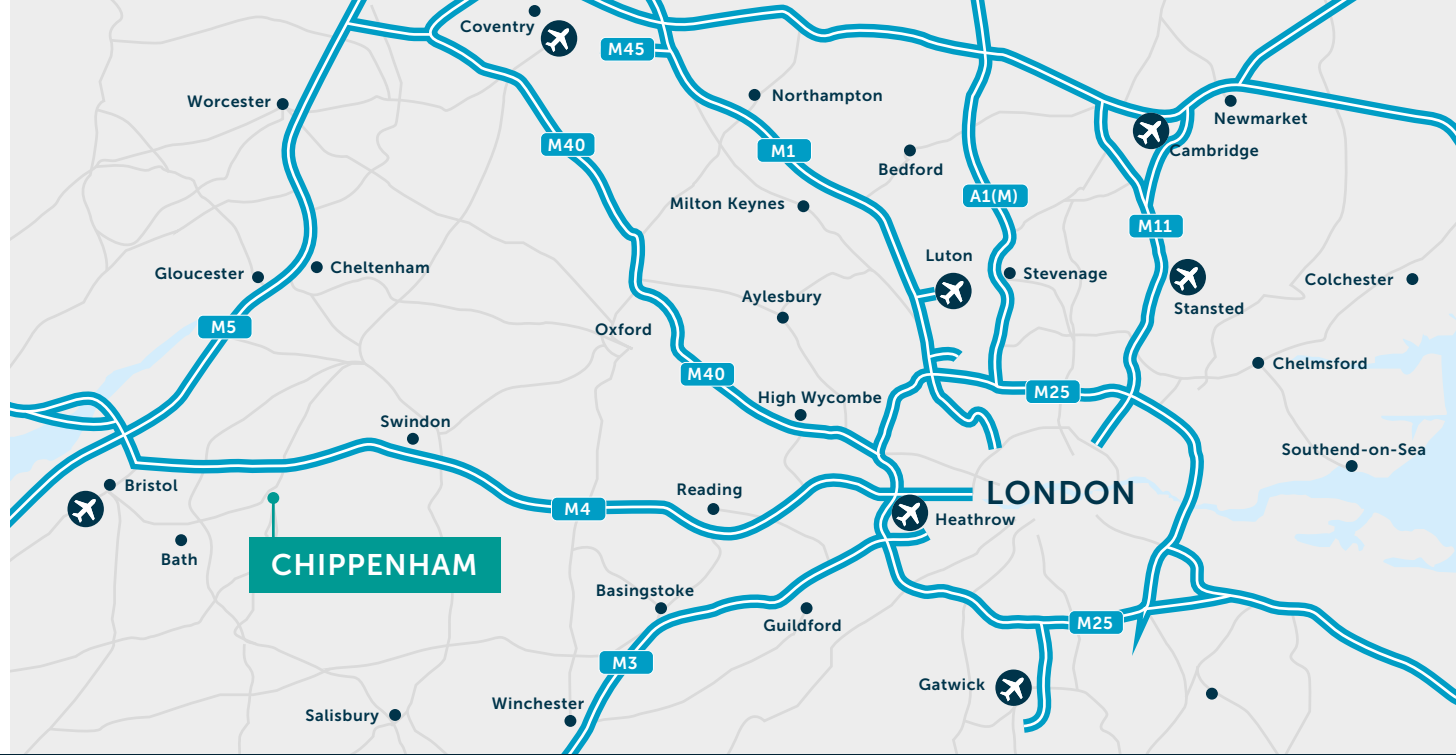 Coventry
M45
Worcester
Northampton
Newmarket
M40
M1
Cambridge
Bedford
Milton Keynes
A1(M)
M11
Luton
Gloucester
Cheltenham
Stevenage
Colchester
Aylesbury
Stansted
M5
Oxford
Chelmsford
M40
M25
High Wycombe
Swindon
Southend-on-Sea
Bristol
Reading
LONDON
M4
Heathrow
Bath
CHIPPENHAM
Basingstoke
Guildford
M25
M3
Gatwick
Winchester
Salisbury